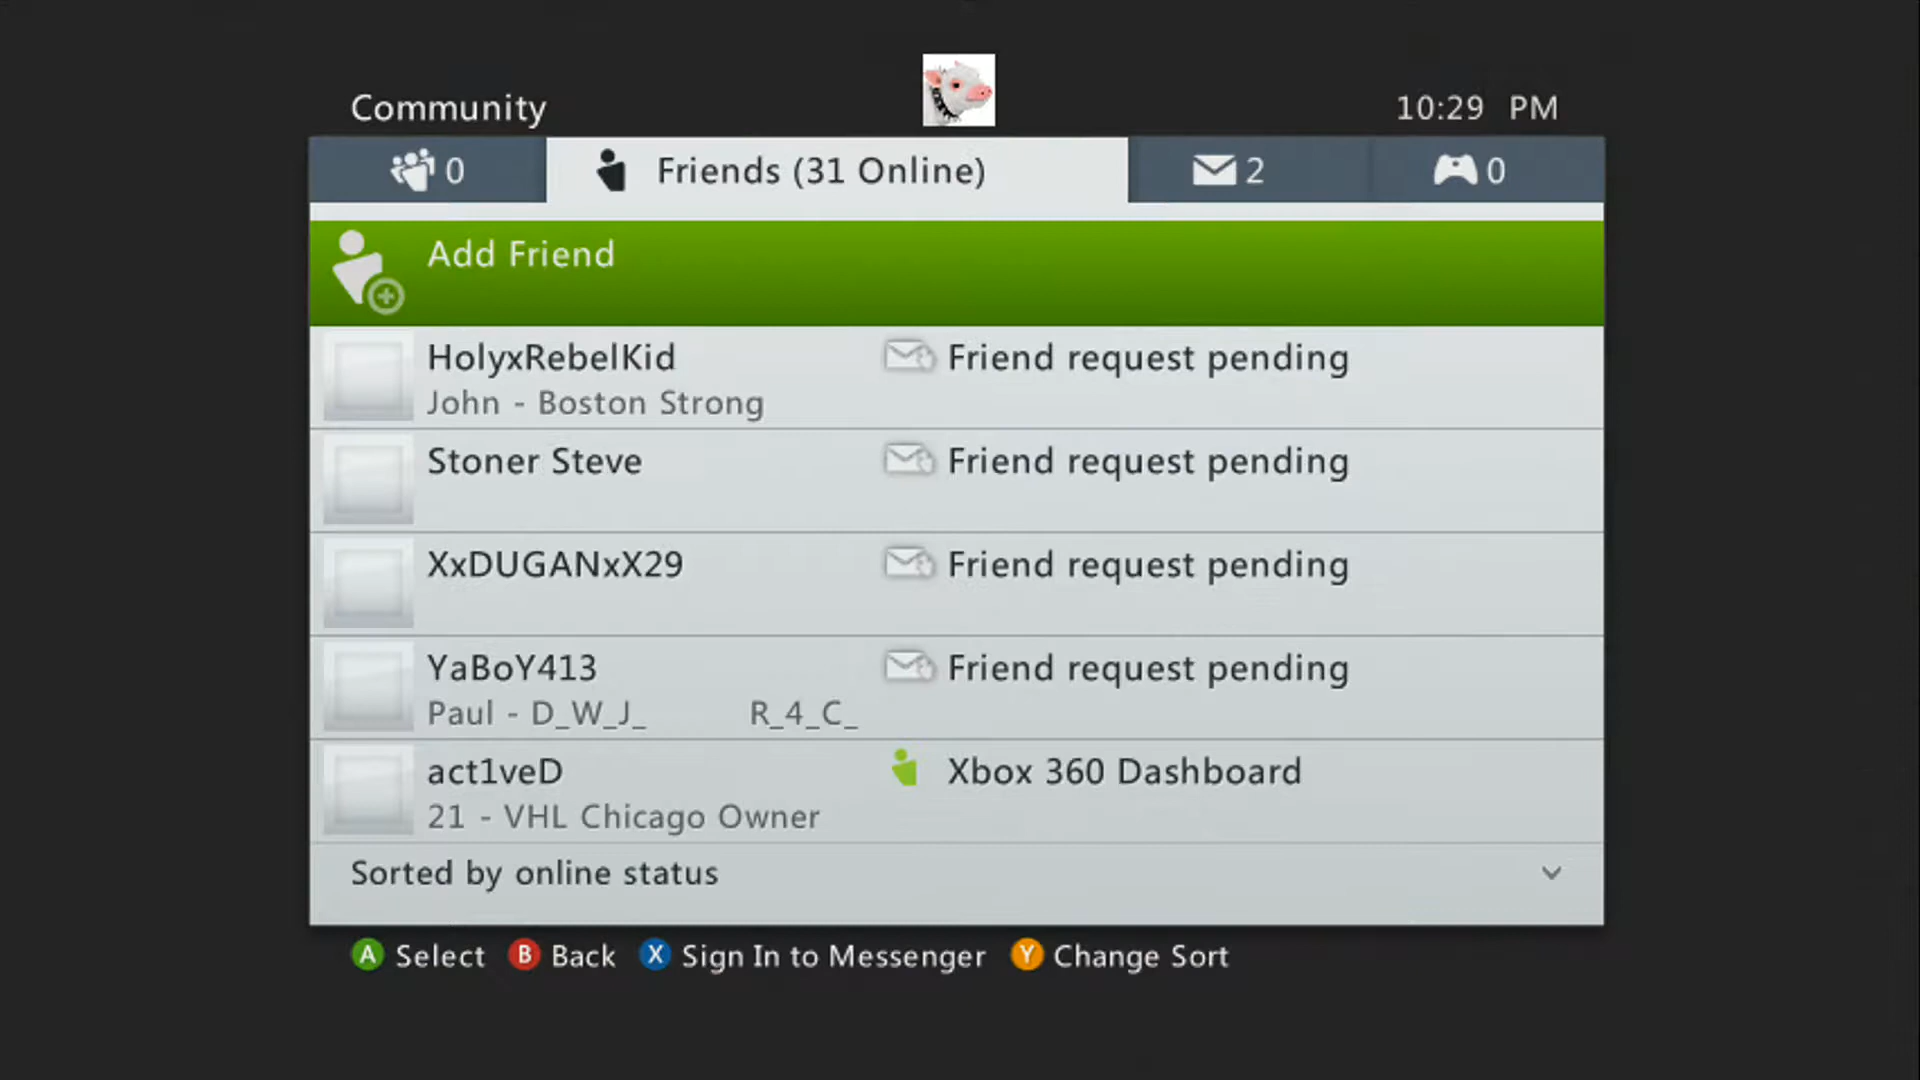 Community
10:29 PM
0
Friends (31 Online)
2
0
Add Friend
HolyxRebelKid
Friend request pending
John - Boston Strong
Stoner Steve
Friend request pending
XxDUGANxX29
Friend request pending
YaBoY413
Friend request pending
Paul - D_W_J_ R_4_C_
act1veD
Xbox 360 Dashboard
21 - VHL Chicago Owner
Sorted by online status
A Select B Back X Sign In to Messenger Y Change Sort